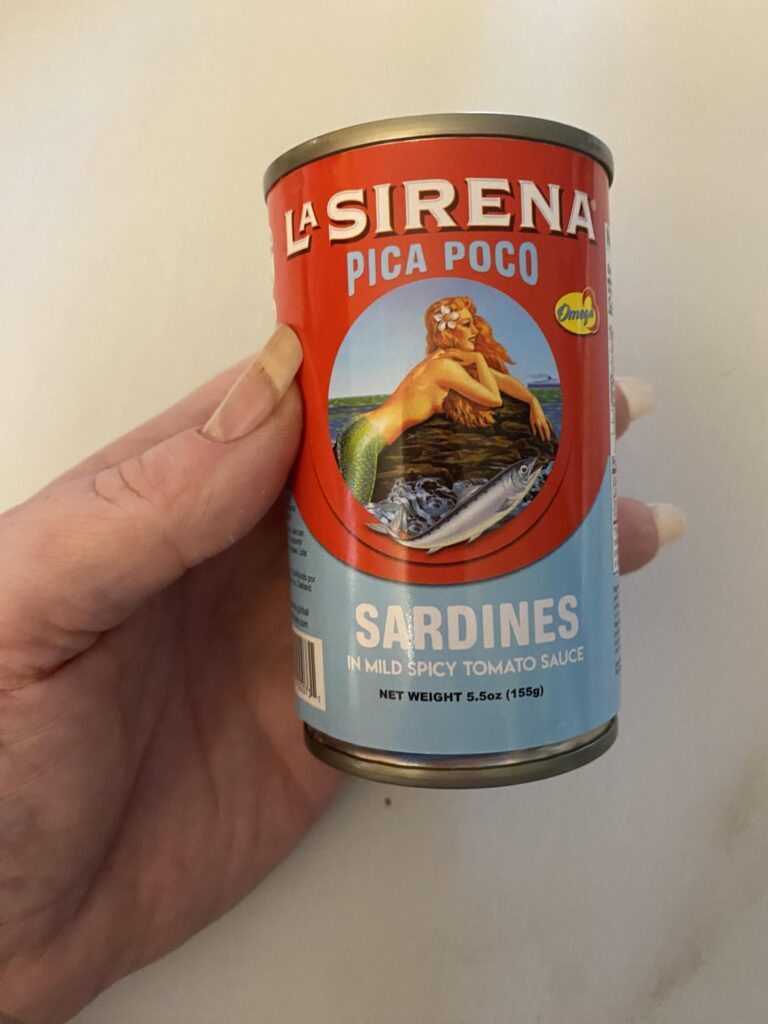 LA SIRENA
PICA POCO
Omega
SARDINES
IN MILD SPICY TOMATO SAUCE
NET WEIGHT 5.5oz (155g)